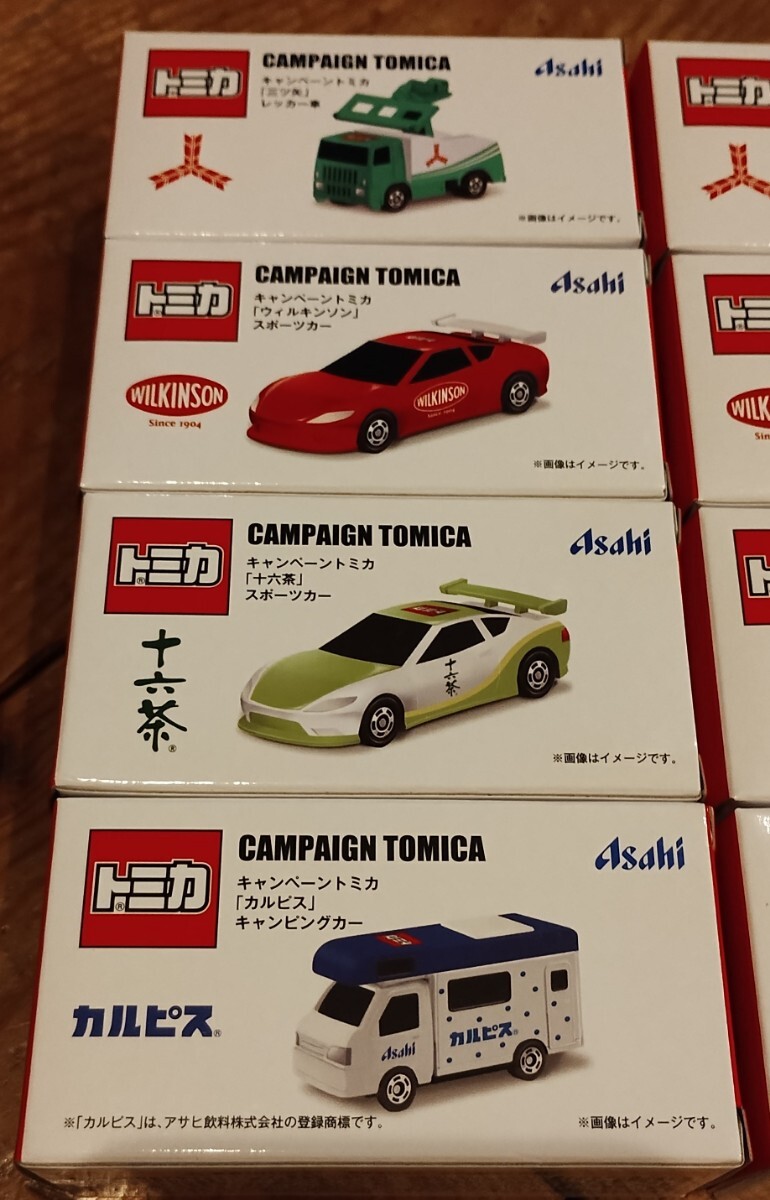 トミカ
CAMPAIGN TOMICA
Asahi
キャンペーントミカ
「三ツ矢」
レッカー車
※画像はイメージです。
トミカ
トミカ®
CAMPAIGN TOMICA
Asahi
キャンペーントミカ
「ウィルキンソン」
スポーツカー
WILKINSON
Since 1904
WILKINSON
Since 1904
※画像はイメージです。
トミ
WILK
Sin
トミカ®
CAMPAIGN TOMICA
Asahi
キャンペーントミカ
「十六茶」
スポーツカー
十六茶®
十六茶
※画像はイメージです。
トミカ®
CAMPAIGN TOMICA
Asahi
キャンペーントミカ
「カルピス」
キャンピングカー
カルピス®
Asahi
カルピス®
※「カルピス」は、アサヒ飲料株式会社の登録商標です。
※画像はイメージです。